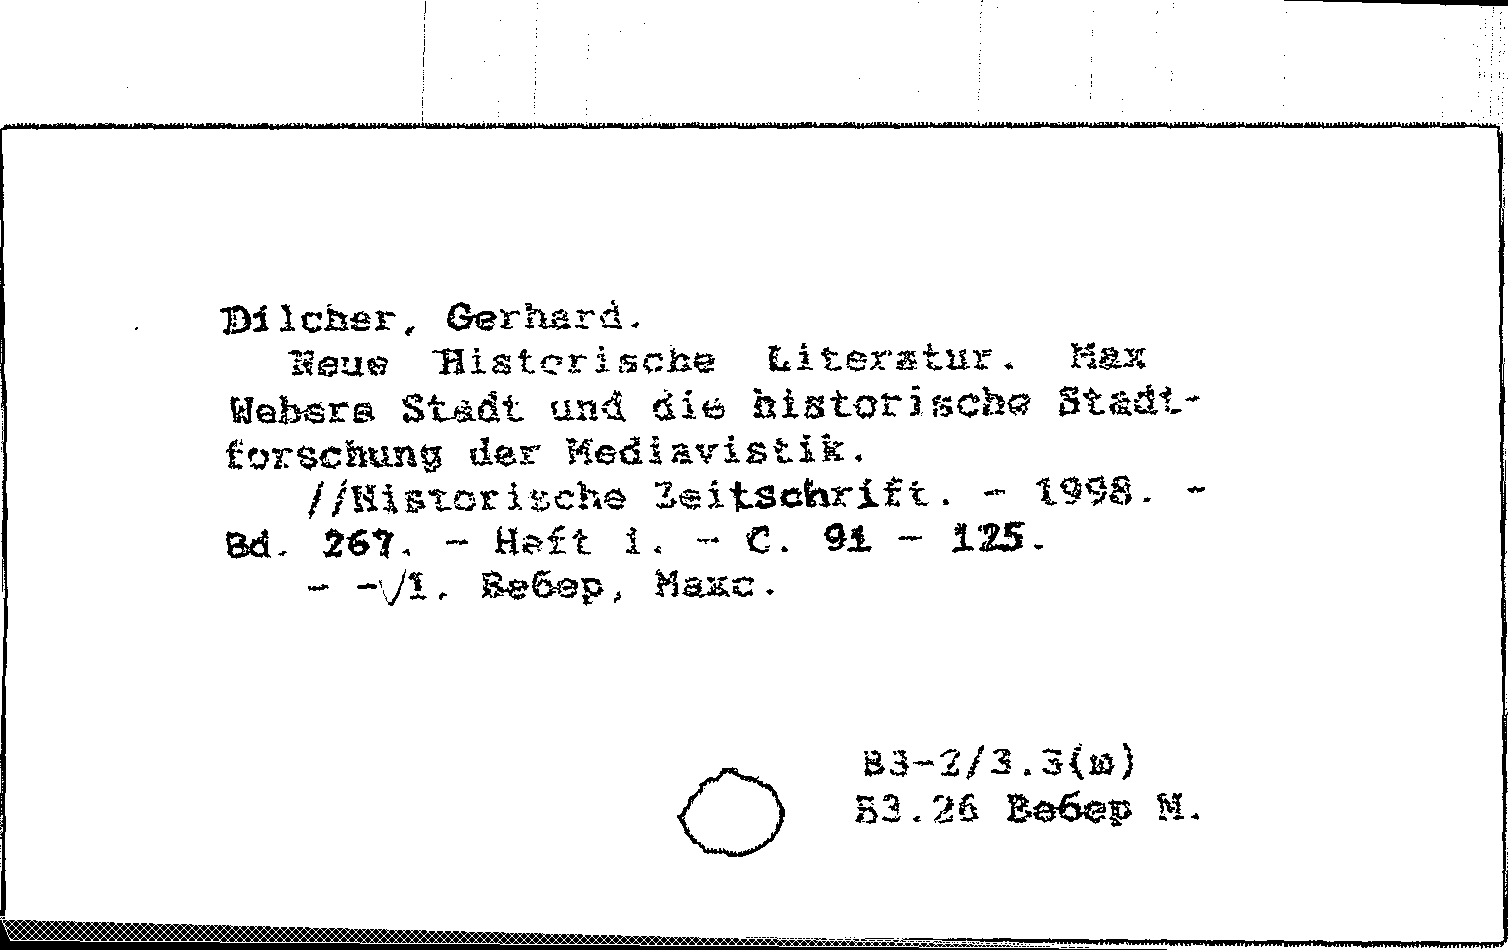 Dilcher, Gerhard.
Neue Historische Literatur. Max
Webers Stadt und die historische Stadt-
forschung der Mediavistik.
//Historische Zeitschrift. - 1998. -
Bd. 267. - Heft 1. - С. 91 - 125.
- -√1. Вебер, Макс.
В3-2/3.3(ш)
Б3.26 Вебер М.